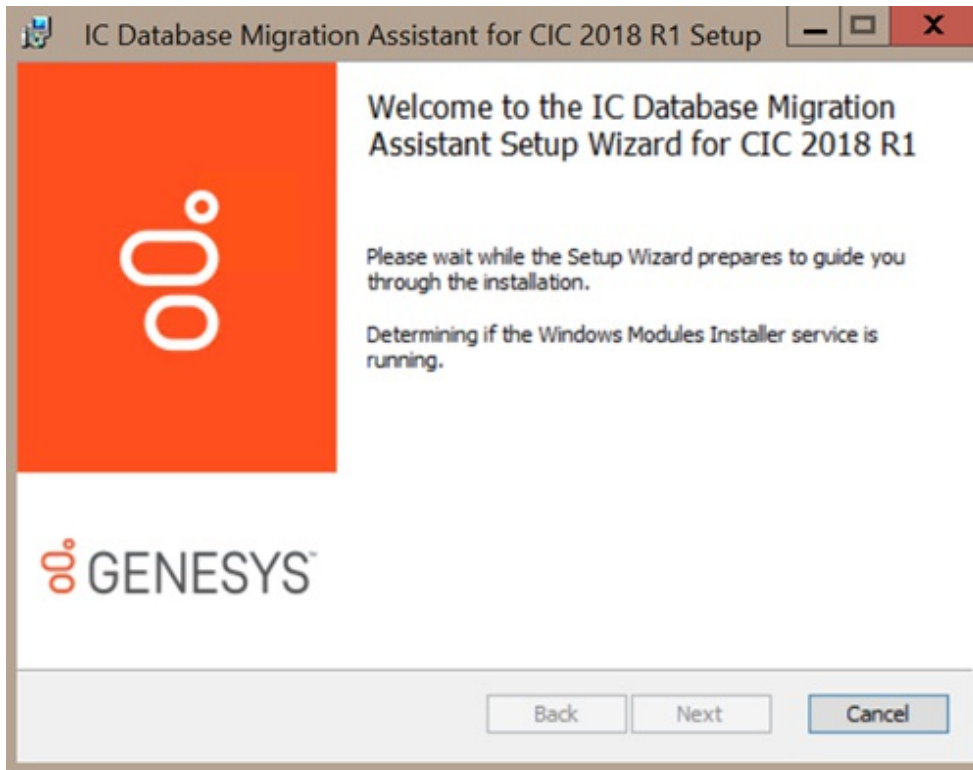 IC Database Migration Assistant for CIC 2018 R1 Setup
Welcome to the IC Database Migration
Assistant Setup Wizard for CIC 2018 R1
Please wait while the Setup Wizard prepares to guide you
through the installation.
Determining if the Windows Modules Installer service is
running.
GENESYS™
Back
Next
Cancel